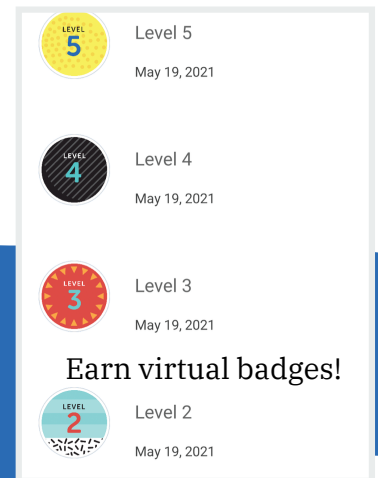 LEVEL
5
Level 5
May 19, 2021
LEVEL
4
Level 4
May 19, 2021
LEVEL
3
Level 3
May 19, 2021
Earn virtual badges!
LEVEL
2
Level 2
May 19, 2021